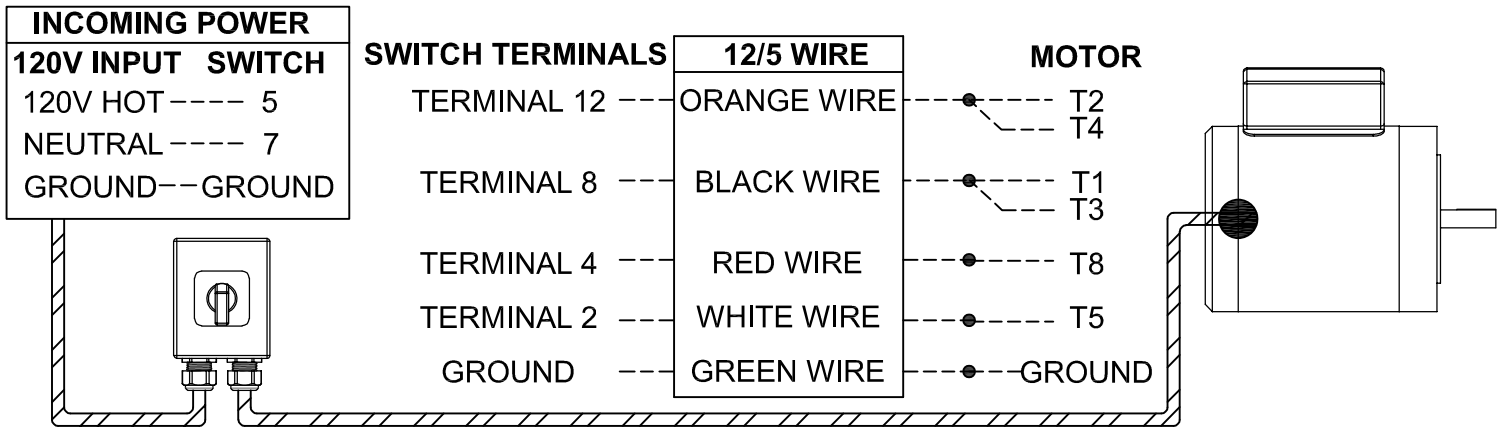 INCOMING POWER
120V INPUT SWITCH
120V HOT ---- 5
NEUTRAL ---- 7
GROUND -- GROUND
SWITCH TERMINALS 12/5 WIRE MOTOR
TERMINAL 12 --- ORANGE WIRE T2
T4
TERMINAL 8 --- BLACK WIRE T1
T3
TERMINAL 4 --- RED WIRE T8
TERMINAL 2 --- WHITE WIRE T5
GROUND --- GREEN WIRE GROUND